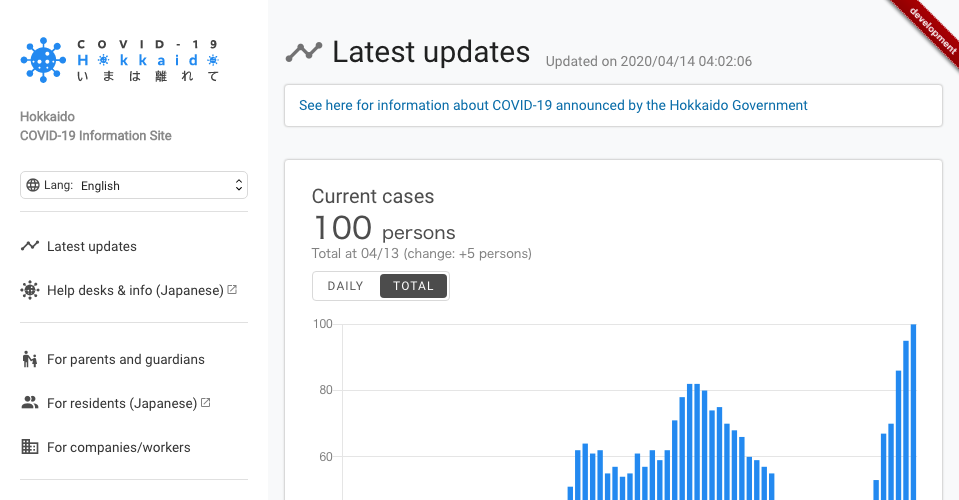 COVID-19
Hokkaido
いまは離れて
Hokkaido
COVID-19 Information Site
Lang: English
Latest updates
Help desks & info (Japanese)
For parents and guardians
For residents (Japanese)
For companies/workers
development
Latest updates Updated on 2020/04/14 04:02:06
See here for information about COVID-19 announced by the Hokkaido Government
Current cases
100 persons
Total at 04/13 (change: +5 persons)
DAILY TOTAL
100
80
60